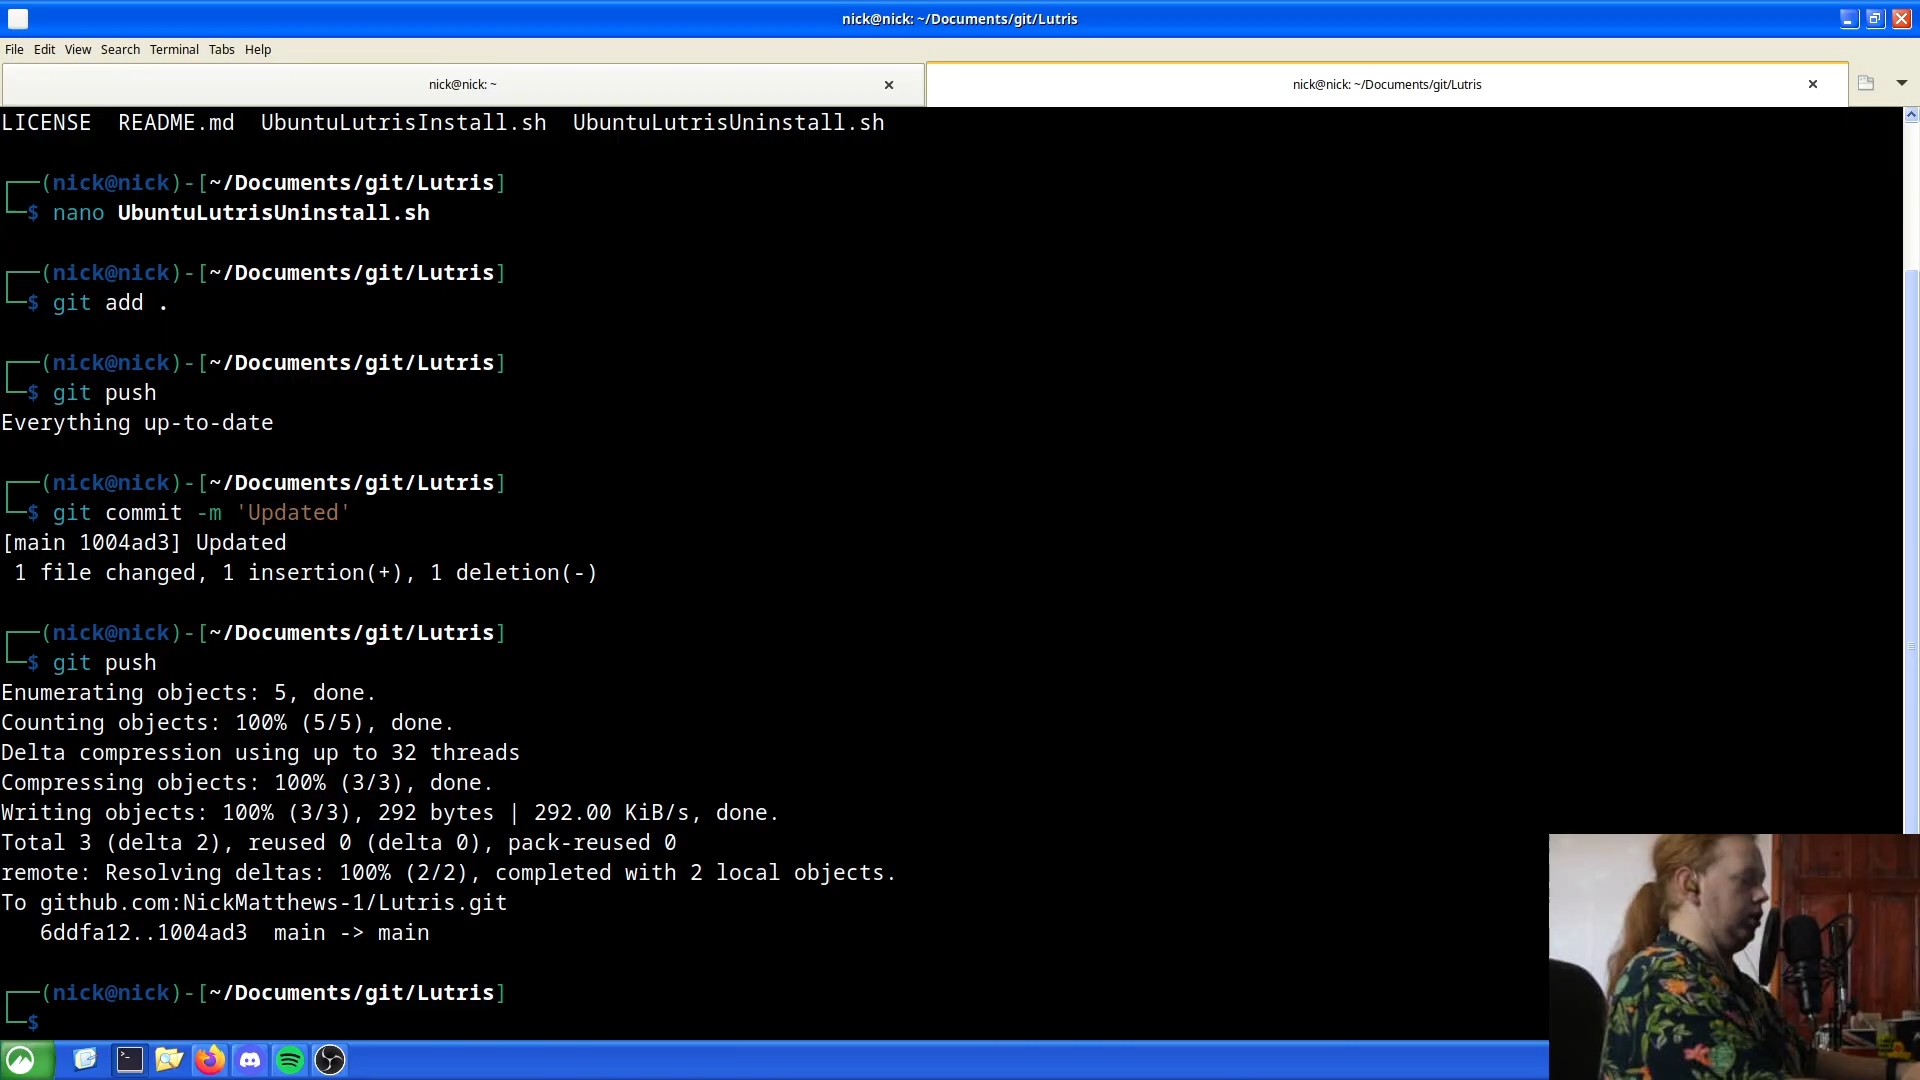 nick@nick: ~/Documents/git/Lutris
File Edit View Search Terminal Tabs Help
nick@nick: ~
nick@nick: ~/Documents/git/Lutris
LICENSE  README.md  UbuntuLutrisInstall.sh  UbuntuLutrisUninstall.sh
(nick@nick)-[~/Documents/git/Lutris]
$ nano UbuntuLutrisUninstall.sh
(nick@nick)-[~/Documents/git/Lutris]
$ git add .
(nick@nick)-[~/Documents/git/Lutris]
$ git push
Everything up-to-date
(nick@nick)-[~/Documents/git/Lutris]
$ git commit -m 'Updated'
[main 1004ad3] Updated
1 file changed, 1 insertion(+), 1 deletion(-)
(nick@nick)-[~/Documents/git/Lutris]
$ git push
Enumerating objects: 5, done.
Counting objects: 100% (5/5), done.
Delta compression using up to 32 threads
Compressing objects: 100% (3/3), done.
Writing objects: 100% (3/3), 292 bytes | 292.00 KiB/s, done.
Total 3 (delta 2), reused 0 (delta 0), pack-reused 0
remote: Resolving deltas: 100% (2/2), completed with 2 local objects.
To github.com:NickMatthews-1/Lutris.git
6ddfa12..1004ad3  main -> main
(nick@nick)-[~/Documents/git/Lutris]
$